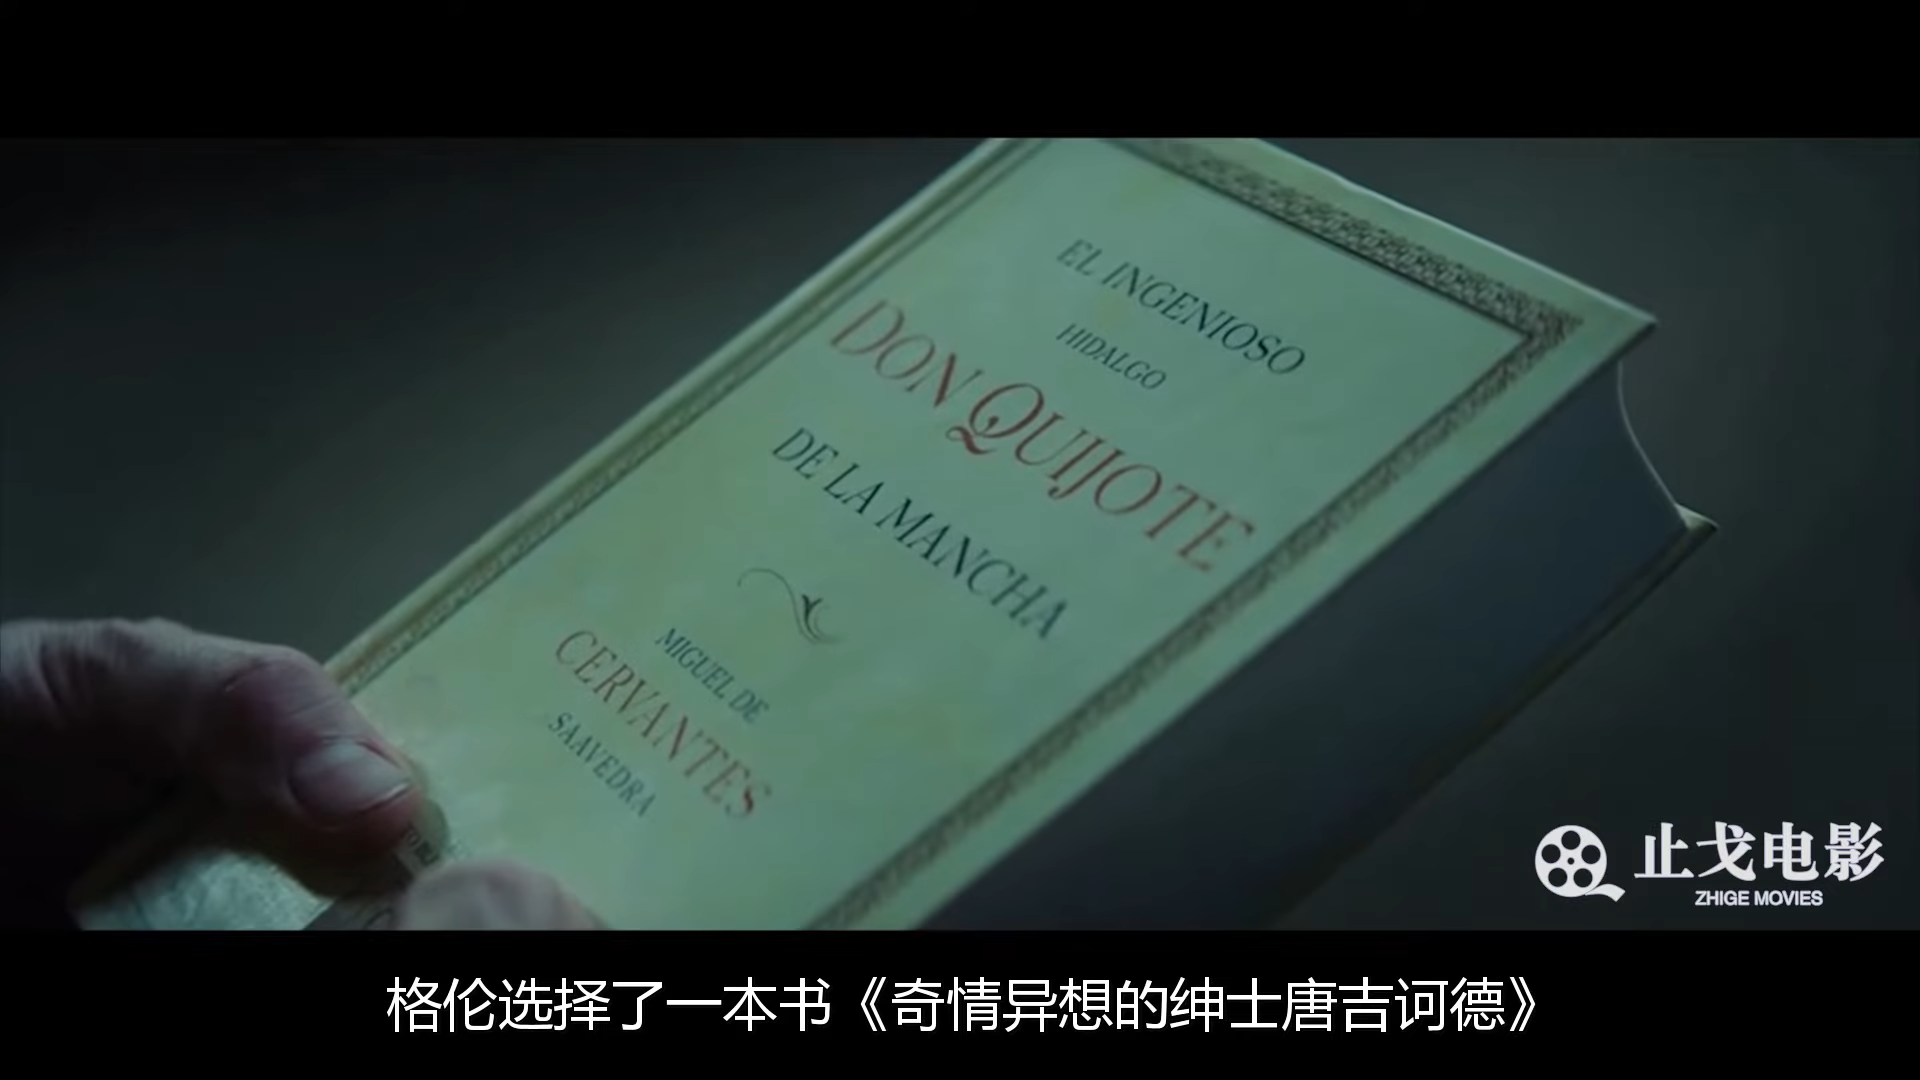 EL INGENIOSO
HIDALGO
DON QUIJOTE
DE LA MANCHA
MIGUEL DE
CERVANTES
SAAVEDRA
止戈电影
ZHIGE MOVIES
格伦选择了一本书《奇情异想的绅士唐吉诃德》